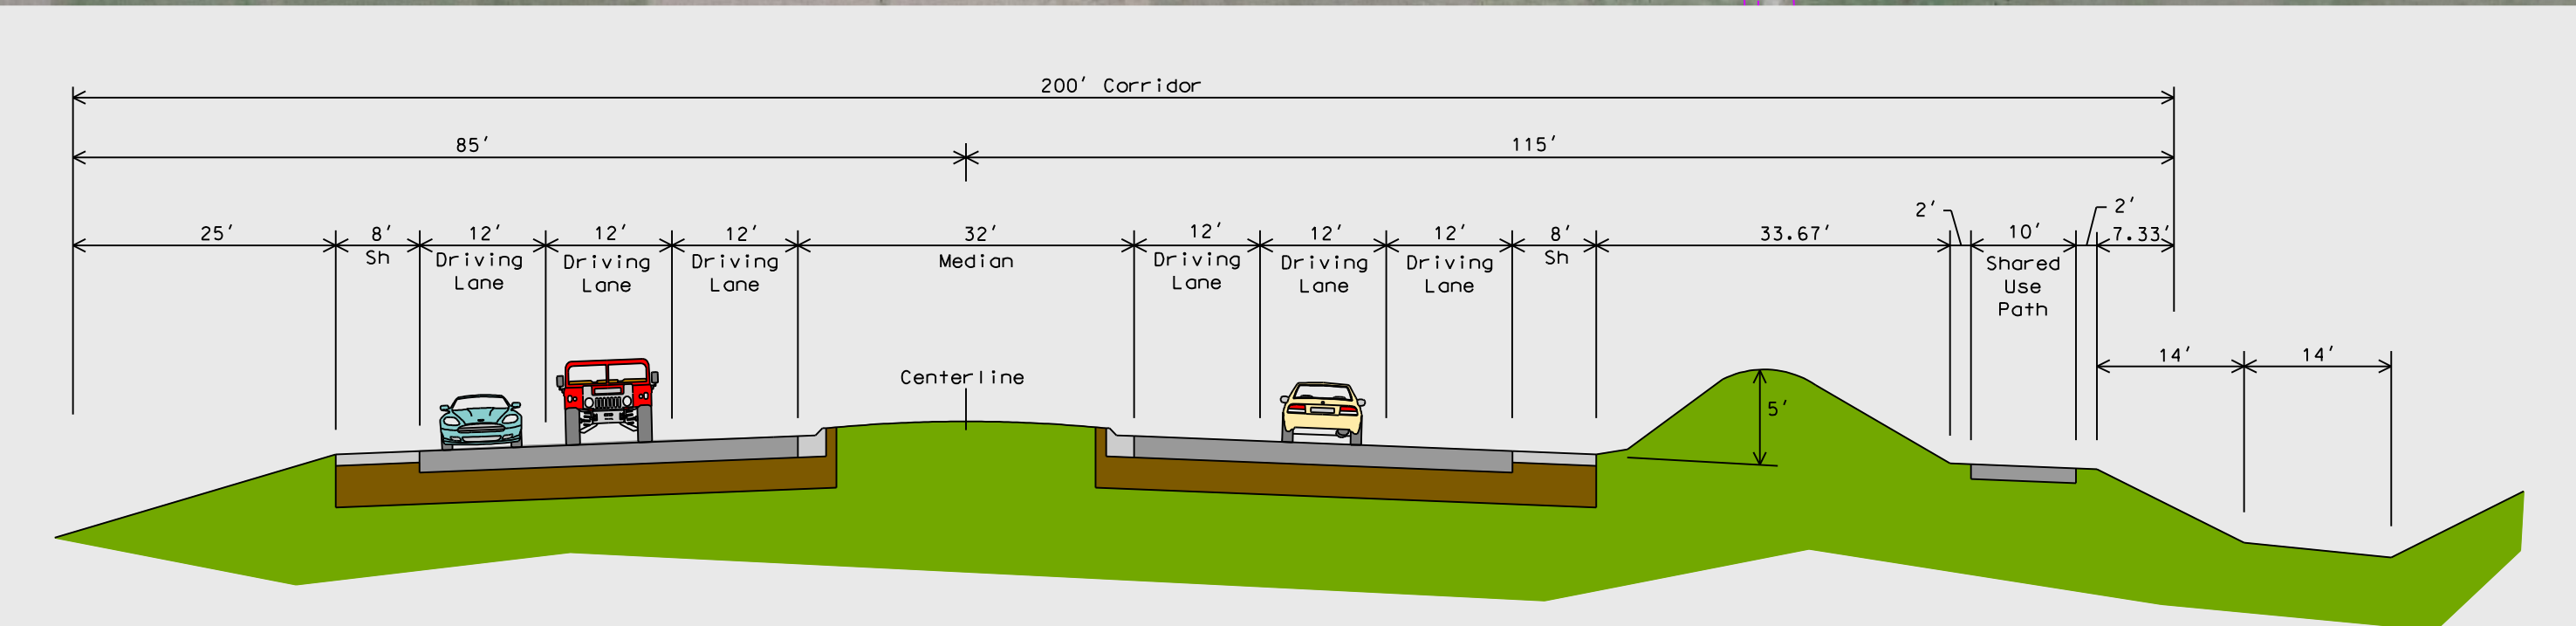 200' Corridor
85'
115'
2'
2'
25'
8'
12'
12'
12'
32'
12'
12'
12'
8'
33.67'
10'
7.33'
Sh
Driving
Lane
Driving
Lane
Driving
Lane
Median
Driving
Lane
Driving
Lane
Driving
Lane
Sh
Shared
Use
Path
14'
14'
Centerline
5'